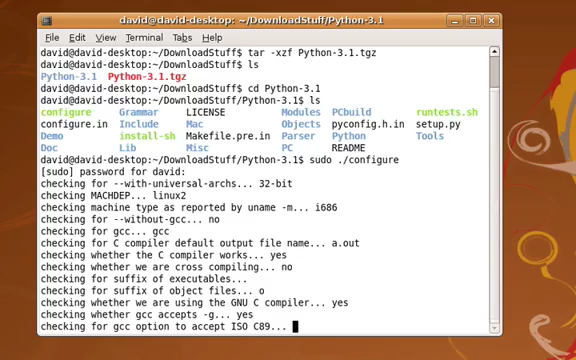 david@david-desktop: ~/DownloadStuff/Python-3.1
File Edit View Terminal Tabs Help
david@david-desktop:~/DownloadStuff$ tar -xzf Python-3.1.tgz
david@david-desktop:~/DownloadStuff$ ls
Python-3.1 Python-3.1.tgz
david@david-desktop:~/DownloadStuff$ cd Python-3.1
david@david-desktop:~/DownloadStuff/Python-3.1$ ls
configure Grammar LICENSE Modules PCbuild runtests.sh
configure.in Include Mac Objects pyconfig.h.in setup.py
Demo install-sh Makefile.pre.in Parser Python Tools
Doc Lib Misc PC README
david@david-desktop:~/DownloadStuff/Python-3.1$ sudo ./configure
[sudo] password for david:
checking for --with-universal-archs... 32-bit
checking MACHDEP... linux2
checking machine type as reported by uname -m... i686
checking for --without-gcc... no
checking for gcc... gcc
checking for C compiler default output file name... a.out
checking whether the C compiler works... yes
checking whether we are cross compiling... no
checking for suffix of executables...
checking for suffix of object files... o
checking whether we are using the GNU C compiler... yes
checking whether gcc accepts -g... yes
checking for gcc option to accept ISO C89...